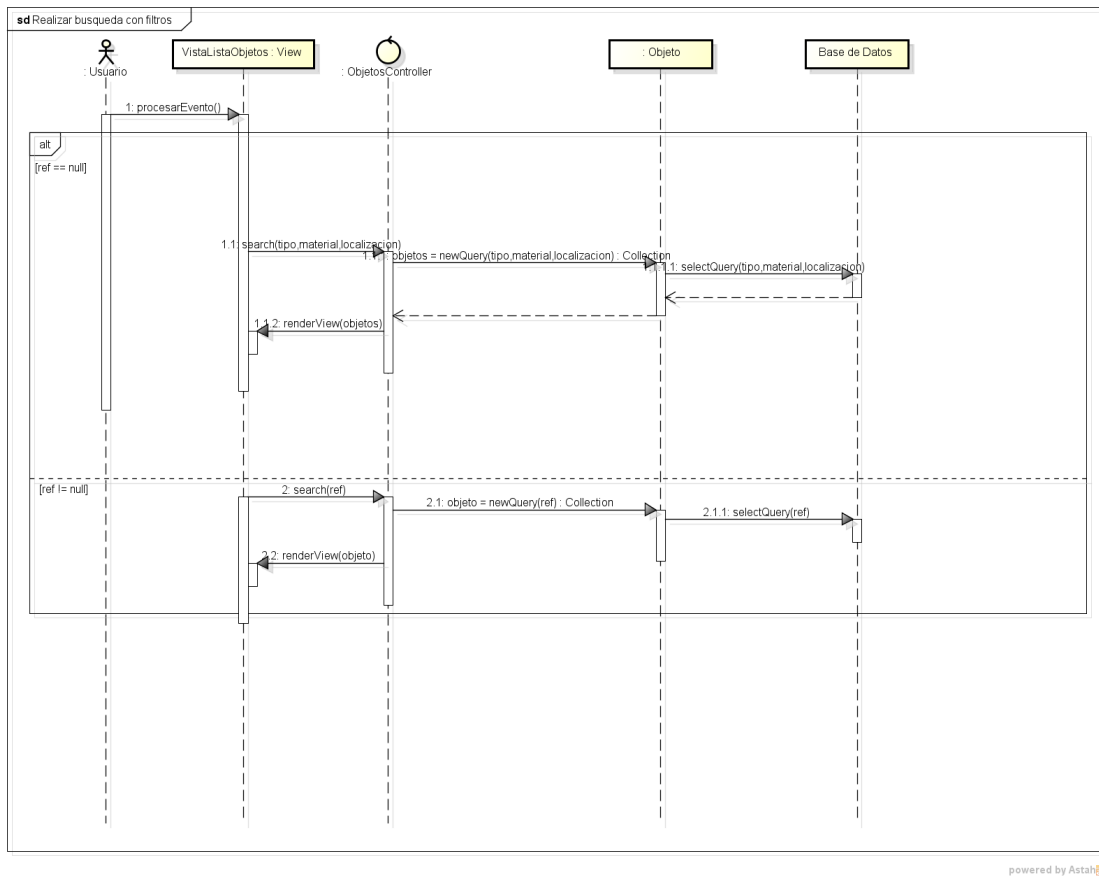 sd Realizar busqueda con filtros
VistaListaObjetos : View
: Objeto
Base de Datos
: Usuario
: ObjetosController
1: procesarEvento()
alt
[ref == null]
1.1: search(tipo,material,localizacion)
objetos = newQuery(tipo,material,localizacion) : Collection
selectQuery(tipo,material,localizacion)
1.1.2: renderView(objetos)
[ref != null]
2: search(ref)
2.1: objeto = newQuery(ref) : Collection
2.1.1: selectQuery(ref)
2.2: renderView(objeto)
powered by Astah